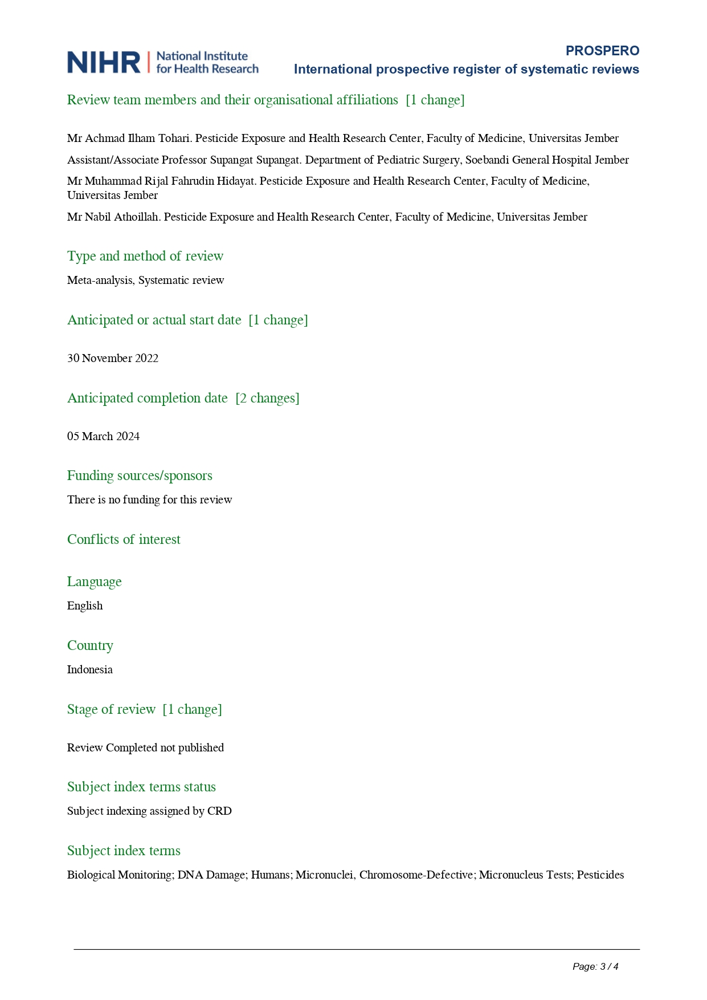 NIHR | National Institute
for Health Research
PROSPERO
International prospective register of systematic reviews
Review team members and their organisational affiliations [1 change]
Mr Achmad Ilham Tohari. Pesticide Exposure and Health Research Center, Faculty of Medicine, Universitas Jember
Assistant/Associate Professor Supangat Supangat. Department of Pediatric Surgery, Soebandi General Hospital Jember
Mr Muhammad Rijal Fahrudin Hidayat. Pesticide Exposure and Health Research Center, Faculty of Medicine,
Universitas Jember
Mr Nabil Athoillah. Pesticide Exposure and Health Research Center, Faculty of Medicine, Universitas Jember
Type and method of review
Meta-analysis, Systematic review
Anticipated or actual start date [1 change]
30 November 2022
Anticipated completion date [2 changes]
05 March 2024
Funding sources/sponsors
There is no funding for this review
Conflicts of interest
Language
English
Country
Indonesia
Stage of review [1 change]
Review Completed not published
Subject index terms status
Subject indexing assigned by CRD
Subject index terms
Biological Monitoring; DNA Damage; Humans; Micronuclei, Chromosome-Defective; Micronucleus Tests; Pesticides
Page: 3 / 4